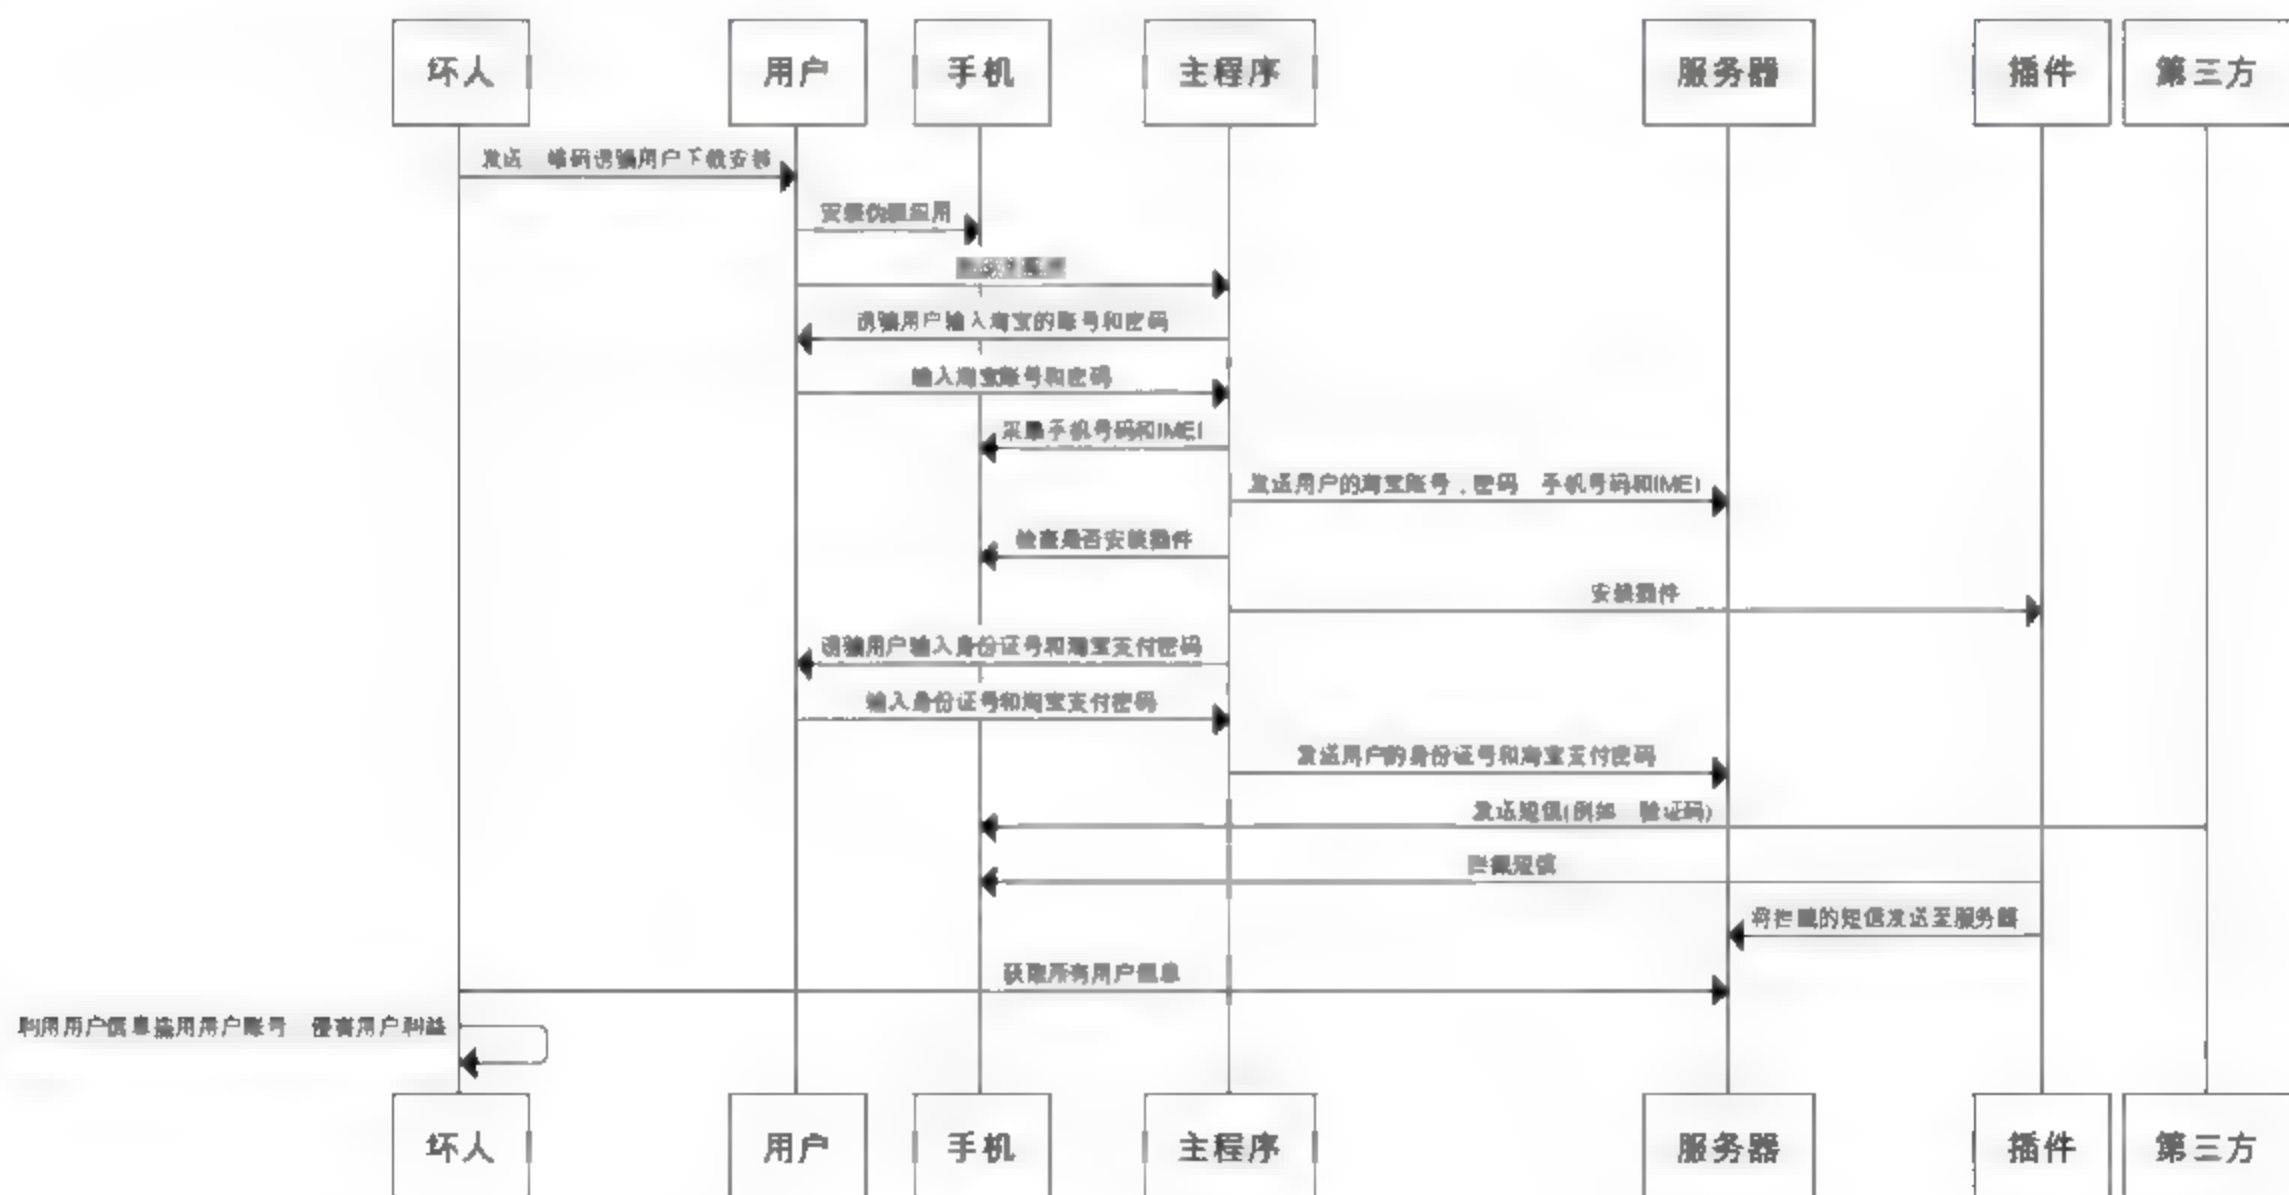 坏人 用户 手机 主程序 服务器 插件 第三方
发送二维码诱骗用户下载安装
安装伪装应用
诱骗用户输入淘宝的账号和密码
输入淘宝账号和密码
采集手机号码和IMEI
发送用户的淘宝账号，密码，手机号码和IMEI
检查是否安装插件
安装插件
诱骗用户输入身份证号和淘宝支付密码
输入身份证号和淘宝支付密码
发送用户的身份证号和淘宝支付密码
发送短信(例如：验证码)
拦截短信
将拦截的短信发送至服务器
获取所有用户信息
利用用户信息盗用用户账号，侵害用户利益
坏人 用户 手机 主程序 服务器 插件 第三方